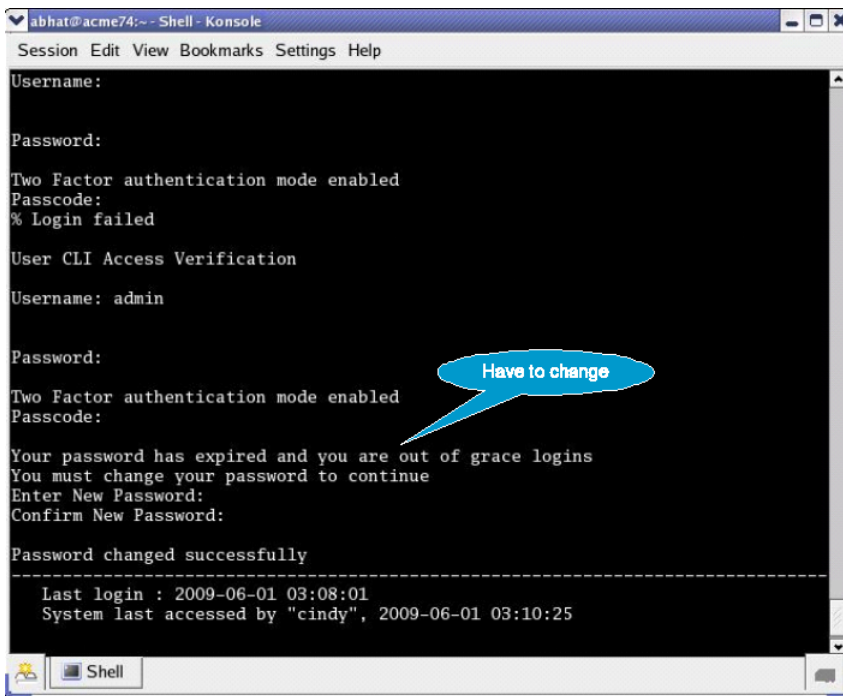 abhat@acme74:~ - Shell - Konsole
Session Edit View Bookmarks Settings Help
Username:
Password:
Two Factor authentication mode enabled
Passcode:
% Login failed
User CLI Access Verification
Username: admin
Password:
Have to change
Two Factor authentication mode enabled
Passcode:
Your password has expired and you are out of grace logins
You must change your password to continue
Enter New Password:
Confirm New Password:
Password changed successfully
--------------------------------------------------------------------------------
Last login : 2009-06-01 03:08:01
System last accessed by "cindy", 2009-06-01 03:10:25
Shell